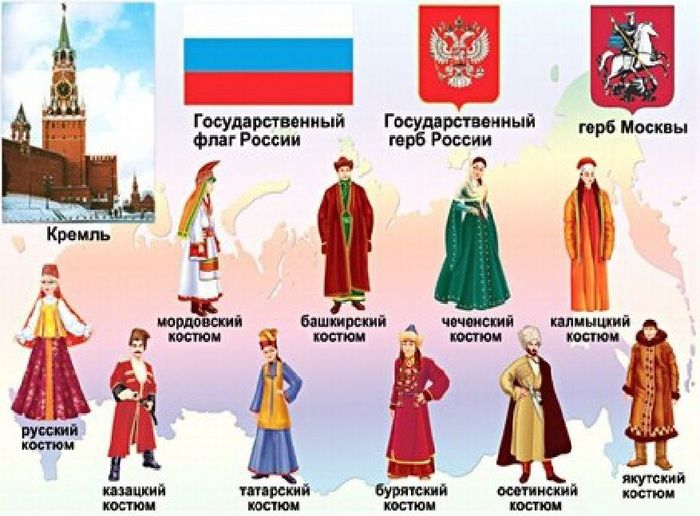 Государственный
флаг России
Государственный
герб России
герб Москвы
Кремль
мордовский
костюм
башкирский
костюм
чеченский
костюм
калмыцкий
костюм
русский
костюм
казацкий
костюм
татарский
костюм
бурятский
костюм
осетинский
костюм
якутский
костюм